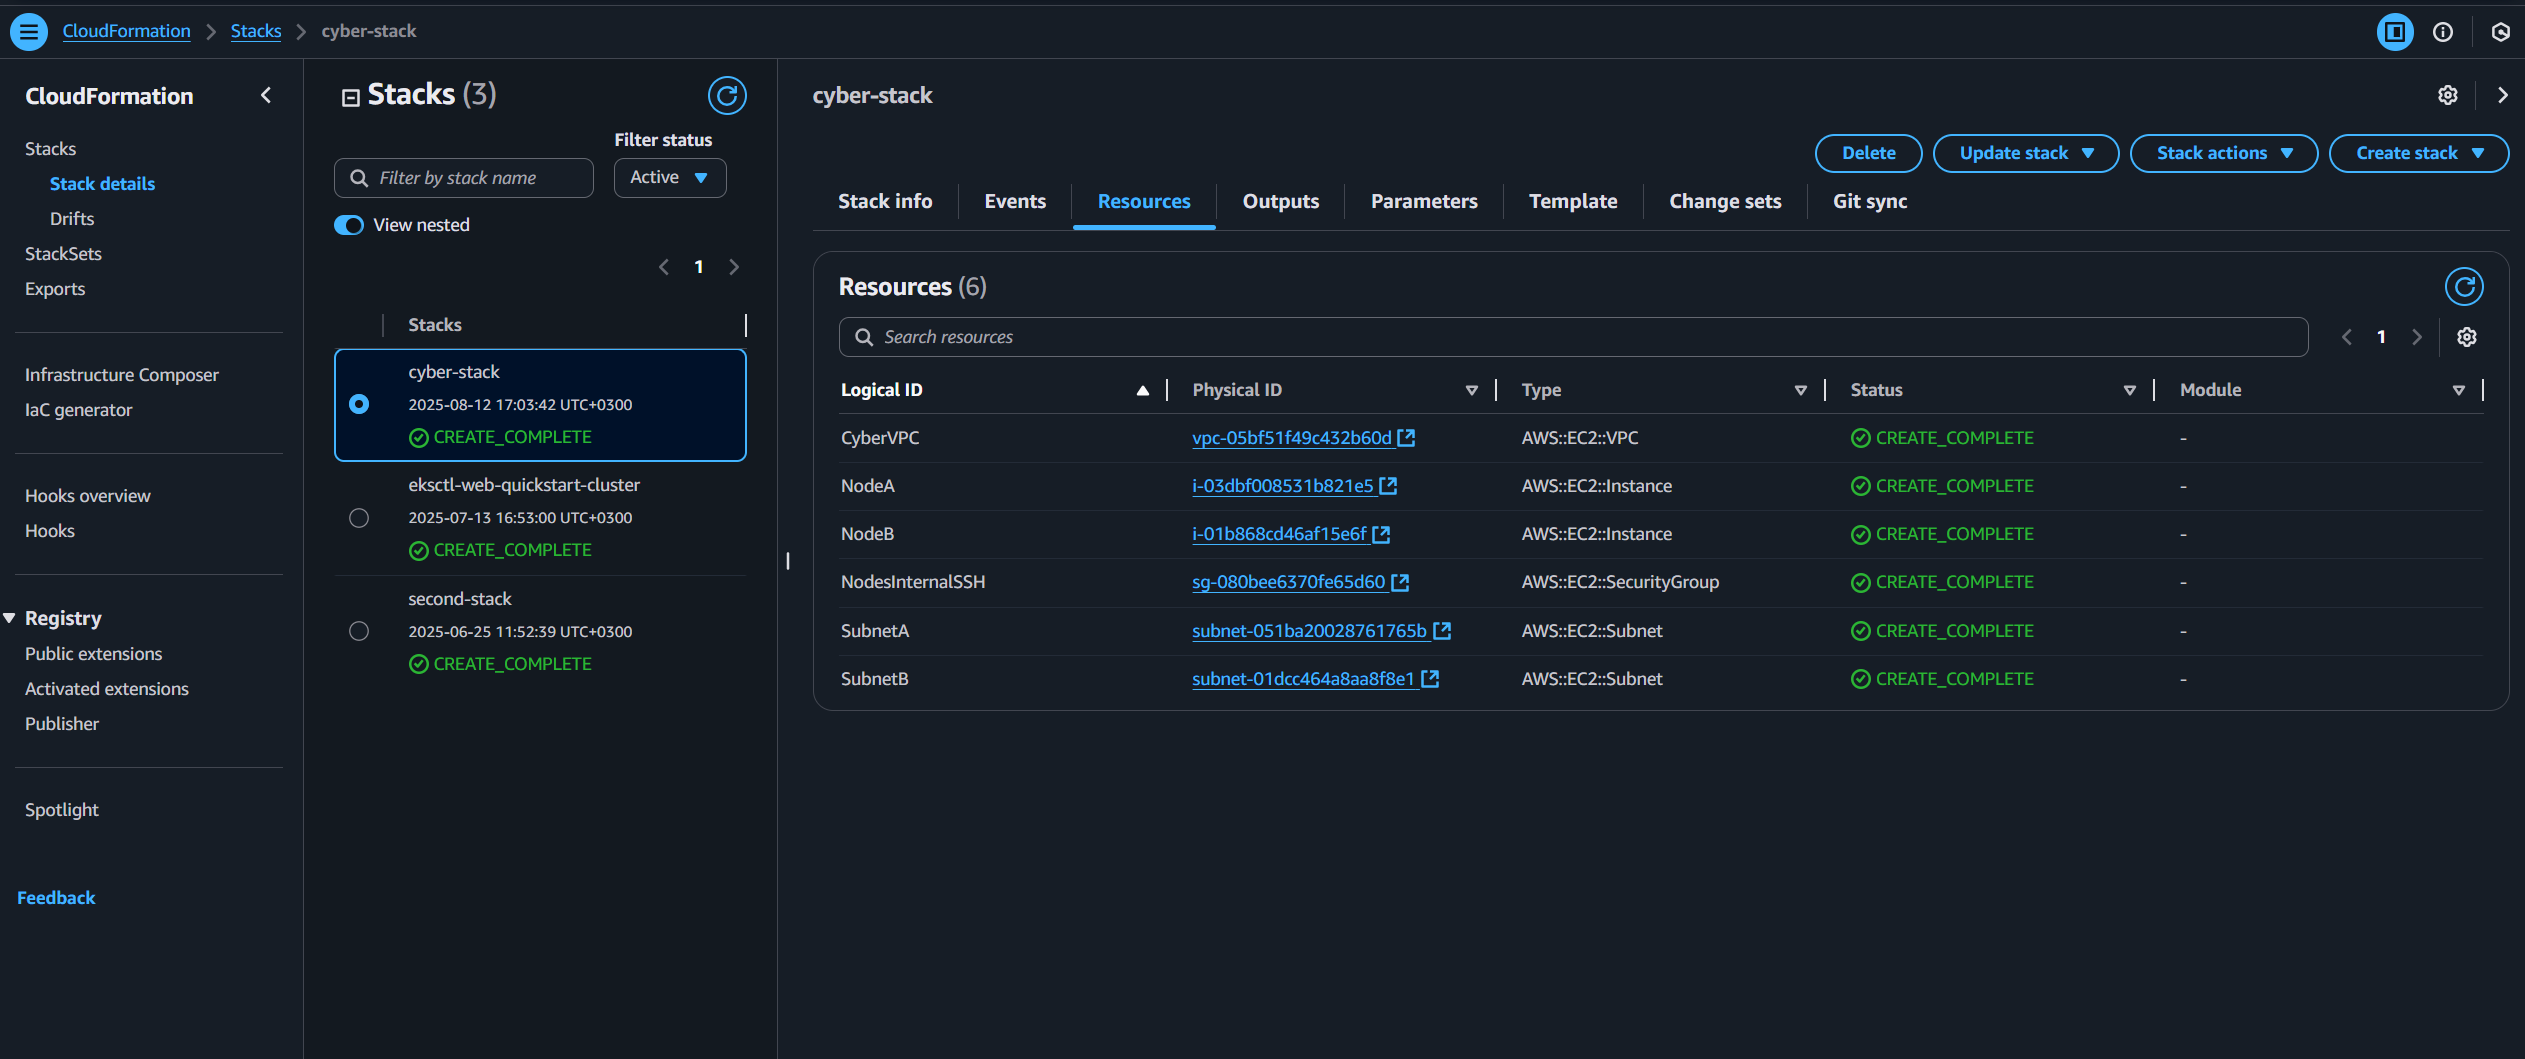 CloudFormation > Stacks > cyber-stack
CloudFormation
Stacks
Stack details
Drifts
StackSets
Exports
Infrastructure Composer
IaC generator
Hooks overview
Hooks
Registry
Public extensions
Activated extensions
Publisher
Spotlight
Feedback
Stacks (3)
Filter status
Filter by stack name
Active
View nested
1
Stacks
cyber-stack
2025-08-12 17:03:42 UTC+0300
CREATE_COMPLETE
eksctl-web-quickstart-cluster
2025-07-13 16:53:00 UTC+0300
CREATE_COMPLETE
second-stack
2025-06-25 11:52:39 UTC+0300
CREATE_COMPLETE
cyber-stack
Delete Update stack Stack actions Create stack
Stack info Events Resources Outputs Parameters Template Change sets Git sync
Resources (6)
Search resources
1
Logical ID Physical ID Type Status Module
CyberVPC vpc-05bf51f49c432b60d AWS::EC2::VPC CREATE_COMPLETE -
NodeA i-03dbf008531b821e5 AWS::EC2::Instance CREATE_COMPLETE -
NodeB i-01b868cd46af15e6f AWS::EC2::Instance CREATE_COMPLETE -
NodesInternalSSH sg-080bee6370fe65d60 AWS::EC2::SecurityGroup CREATE_COMPLETE -
SubnetA subnet-051ba20028761765b AWS::EC2::Subnet CREATE_COMPLETE -
SubnetB subnet-01dcc464a8aa8f8e1 AWS::EC2::Subnet CREATE_COMPLETE -